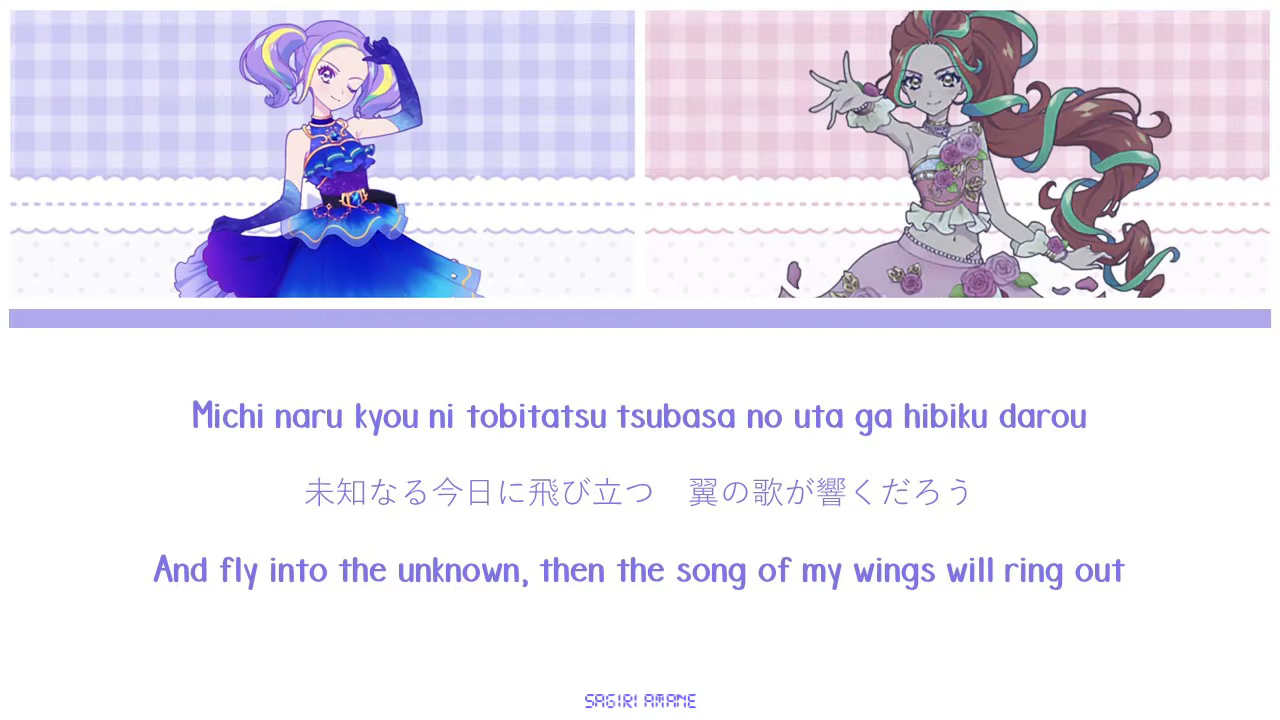 Michi naru kyou ni tobitatsu tsubasa no uta ga hibiku darou
未知なる今日に飛び立つ　翼の歌が響くだろう
And fly into the unknown, then the song of my wings will ring out
SAGIRI AMANE